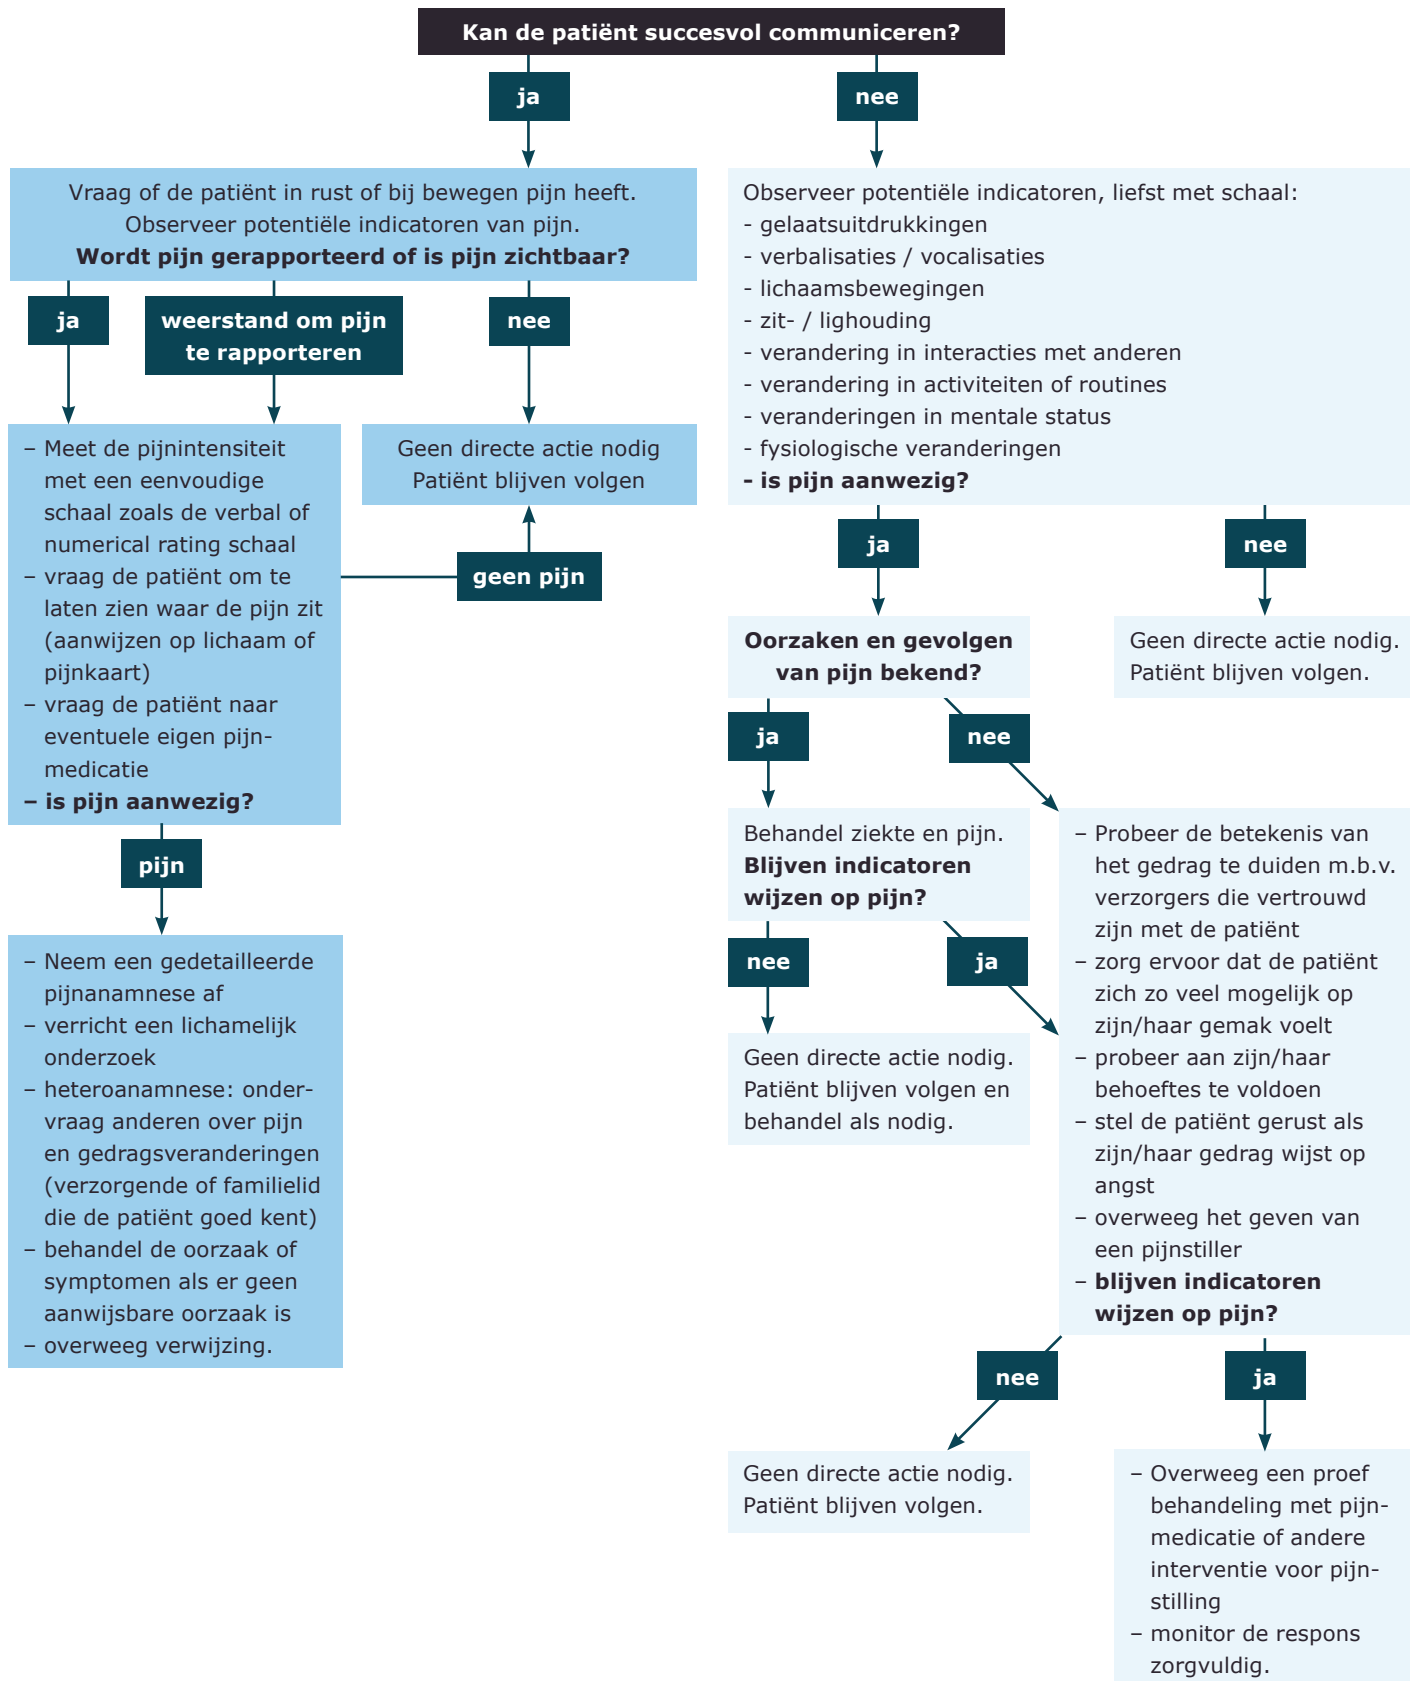 Kan de patiënt succesvol communiceren?
ja
nee
Vraag of de patiënt in rust of bij bewegen pijn heeft.
Observeer potentiële indicatoren van pijn.
Wordt pijn gerapporteerd of is pijn zichtbaar?
ja
weerstand om pijn
te rapporteren
nee
– Meet de pijnintensiteit
met een eenvoudige
schaal zoals de verbal of
numerical rating schaal
– vraag de patiënt om te
laten zien waar de pijn zit
(aanwijzen op lichaam of
pijnkaart)
– vraag de patiënt naar
eventuele eigen pijn-
medicatie
– is pijn aanwezig?
Geen directe actie nodig
Patiënt blijven volgen
geen pijn
pijn
– Neem een gedetailleerde
pijnanamnese af
– verricht een lichamelijk
onderzoek
– heteroanamnese: onder-
vraag anderen over pijn
en gedragsveranderingen
(verzorgende of familielid
die de patiënt goed kent)
– behandel de oorzaak of
symptomen als er geen
aanwijsbare oorzaak is
– overweeg verwijzing.
Observeer potentiële indicatoren, liefst met schaal:
- gelaatsuitdrukkingen
- verbalisaties / vocalisaties
- lichaamsbewegingen
- zit- / lighouding
- verandering in interacties met anderen
- verandering in activiteiten of routines
- veranderingen in mentale status
- fysiologische veranderingen
- is pijn aanwezig?
ja
nee
Oorzaken en gevolgen
van pijn bekend?
Geen directe actie nodig.
Patiënt blijven volgen.
ja
nee
Behandel ziekte en pijn.
Blijven indicatoren
wijzen op pijn?
nee
ja
Geen directe actie nodig.
Patiënt blijven volgen en
behandel als nodig.
– Probeer de betekenis van
het gedrag te duiden m.b.v.
verzorgers die vertrouwd
zijn met de patiënt
– zorg ervoor dat de patiënt
zich zo veel mogelijk op
zijn/haar gemak voelt
– probeer aan zijn/haar
behoeftes te voldoen
– stel de patiënt gerust als
zijn/haar gedrag wijst op
angst
– overweeg het geven van
een pijnstiller
– blijven indicatoren
wijzen op pijn?
nee
ja
Geen directe actie nodig.
Patiënt blijven volgen.
– Overweeg een proef
behandeling met pijn-
medicatie of andere
interventie voor pijn-
stilling
– monitor de respons
zorgvuldig.